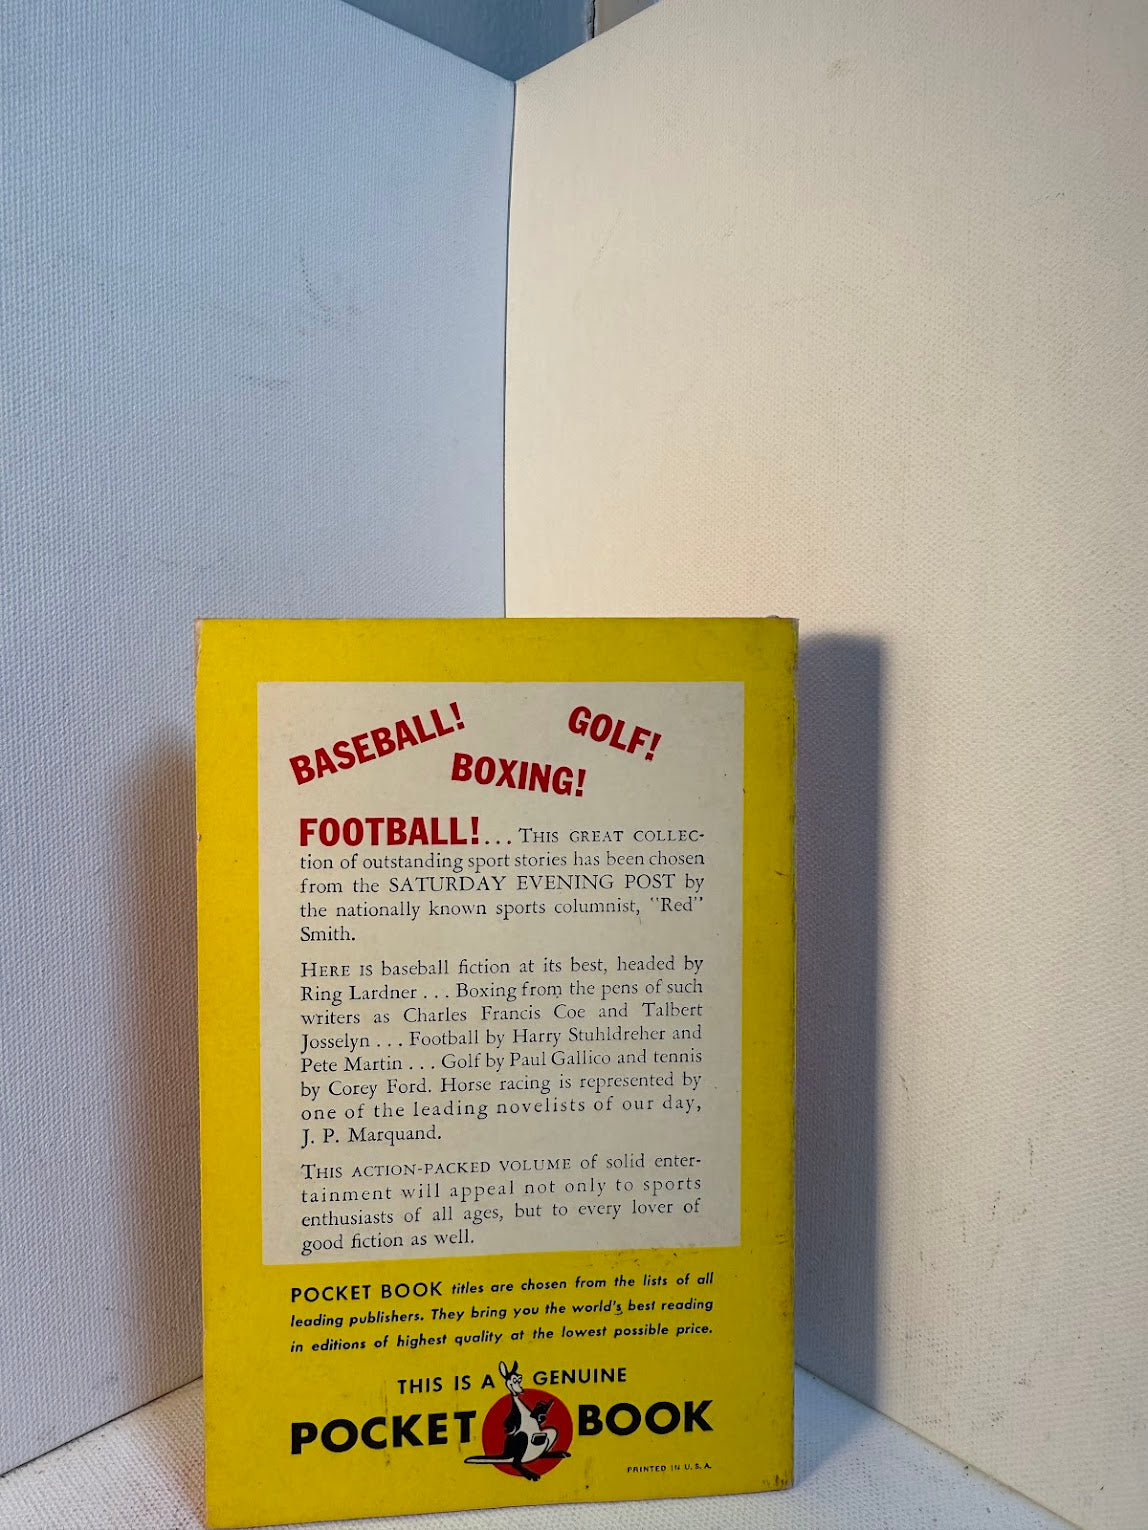 BASEBALL!
GOLF!
BOXING!
FOOTBALL!... THIS GREAT COLLEC-
tion of outstanding sport stories has been chosen
from the SATURDAY EVENING POST by
the nationally known sports columnist, "Red"
Smith.
HERE IS baseball fiction at its best, headed by
Ring Lardner . . . Boxing from the pens of such
writers as Charles Francis Coe and Talbert
Josselyn . . . Football by Harry Stuhldreher and
Pete Martin . . . Golf by Paul Gallico and tennis
by Corey Ford. Horse racing is represented by
one of the leading novelists of our day,
J. P. Marquand.
THIS ACTION-PACKED VOLUME of solid enter-
tainment will appeal not only to sports
enthusiasts of all ages, but to every lover of
good fiction as well.
POCKET BOOK titles are chosen from the lists of all
leading publishers. They bring you the world's best reading
in editions of highest quality at the lowest possible price.
THIS IS A GENUINE
POCKET BOOK
PRINTED IN U.S.A.